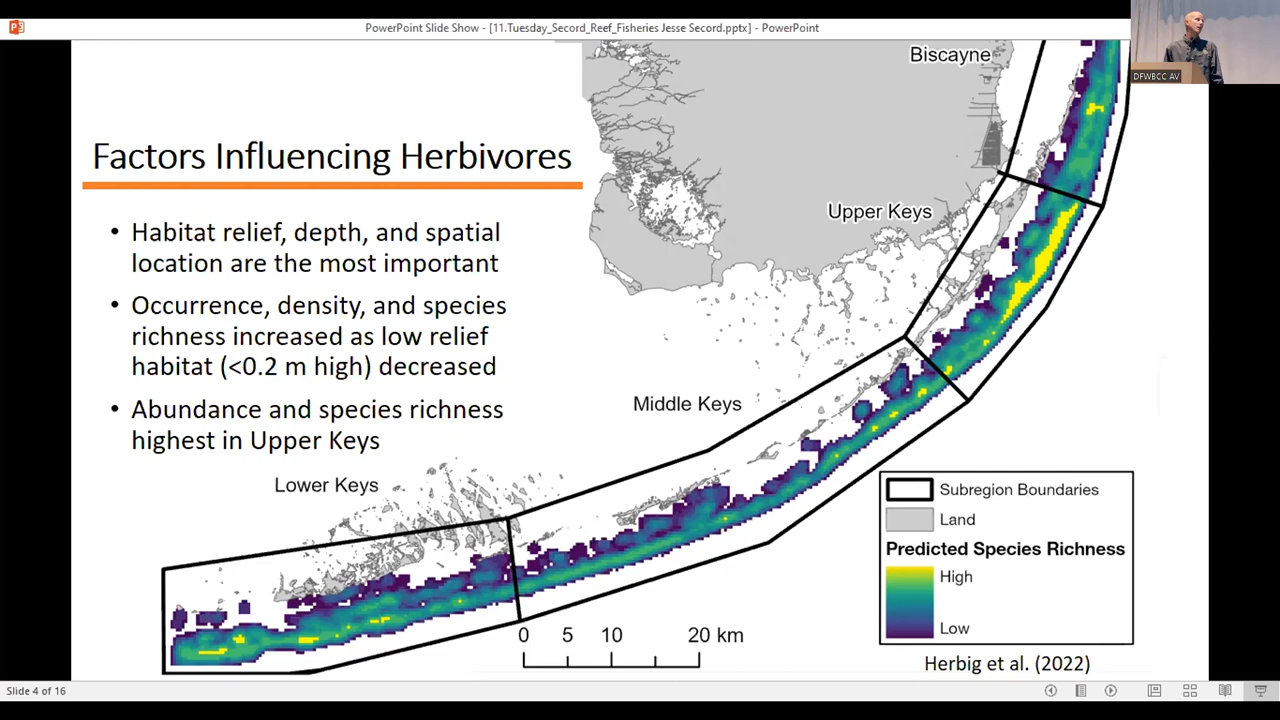 PowerPoint Slide Show - [11.Tuesday_Secord_Reef_Fisheries Jesse Secord.pptx] - PowerPoint
DFWBCC AV
Biscayne
Factors Influencing Herbivores
Upper Keys
• Habitat relief, depth, and spatial
location are the most important
• Occurrence, density, and species
richness increased as low relief
habitat (<0.2 m high) decreased
• Abundance and species richness
highest in Upper Keys
Middle Keys
Lower Keys
Subregion Boundaries
Land
Predicted Species Richness
High
Low
0 5 10 20 km
Herbig et al. (2022)
Slide 4 of 16